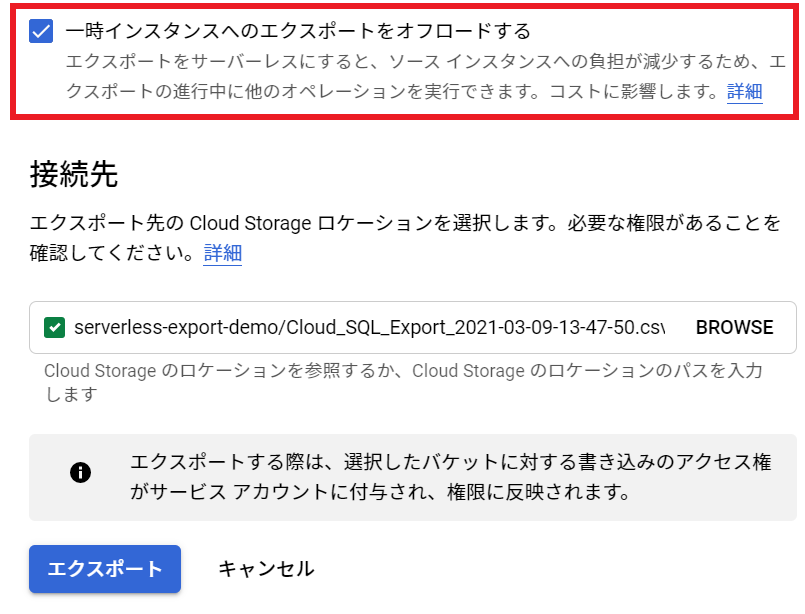 一時インスタンスへのエクスポートをオフロードする
エクスポートをサーバーレスにすると、ソース インスタンスへの負担が減少するため、エ
クスポートの進行中に他のオペレーションを実行できます。コストに影響します。詳細
接続先
エクスポート先の Cloud Storage ロケーションを選択します。必要な権限があることを
確認してください。詳細
serverless-export-demo/Cloud_SQL_Export_2021-03-09-13-47-50.csv BROWSE
Cloud Storage のロケーションを参照するか、Cloud Storage のロケーションのパスを入力
します
エクスポートする際は、選択したバケットに対する書き込みのアクセス権
がサービス アカウントに付与され、権限に反映されます。
エクスポート キャンセル